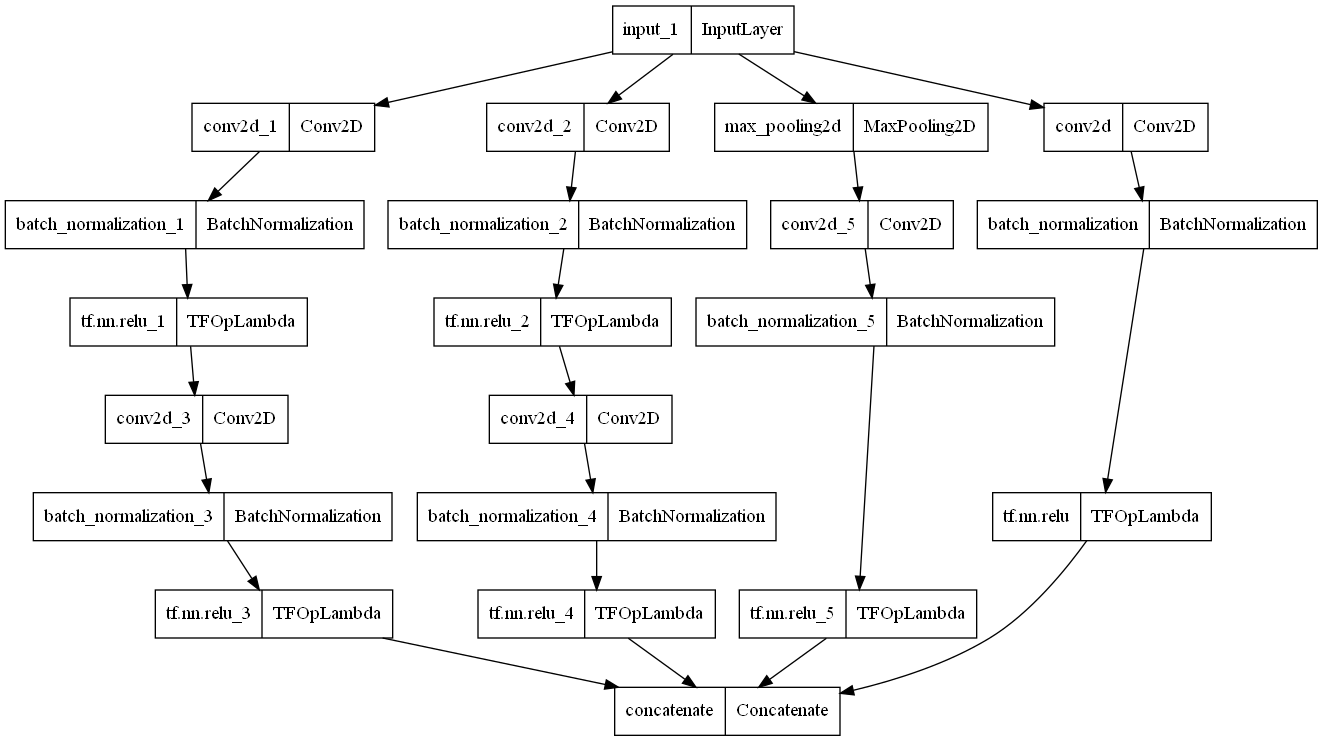 input_1 InputLayer
conv2d_1 Conv2D
conv2d_2 Conv2D
max_pooling2d MaxPooling2D
conv2d Conv2D
batch_normalization_1 BatchNormalization
batch_normalization_2 BatchNormalization
conv2d_5 Conv2D
batch_normalization BatchNormalization
tf.nn.relu_1 TFOpLambda
tf.nn.relu_2 TFOpLambda
batch_normalization_5 BatchNormalization
conv2d_3 Conv2D
conv2d_4 Conv2D
batch_normalization_3 BatchNormalization
batch_normalization_4 BatchNormalization
tf.nn.relu TFOpLambda
tf.nn.relu_3 TFOpLambda
tf.nn.relu_4 TFOpLambda
tf.nn.relu_5 TFOpLambda
concatenate Concatenate